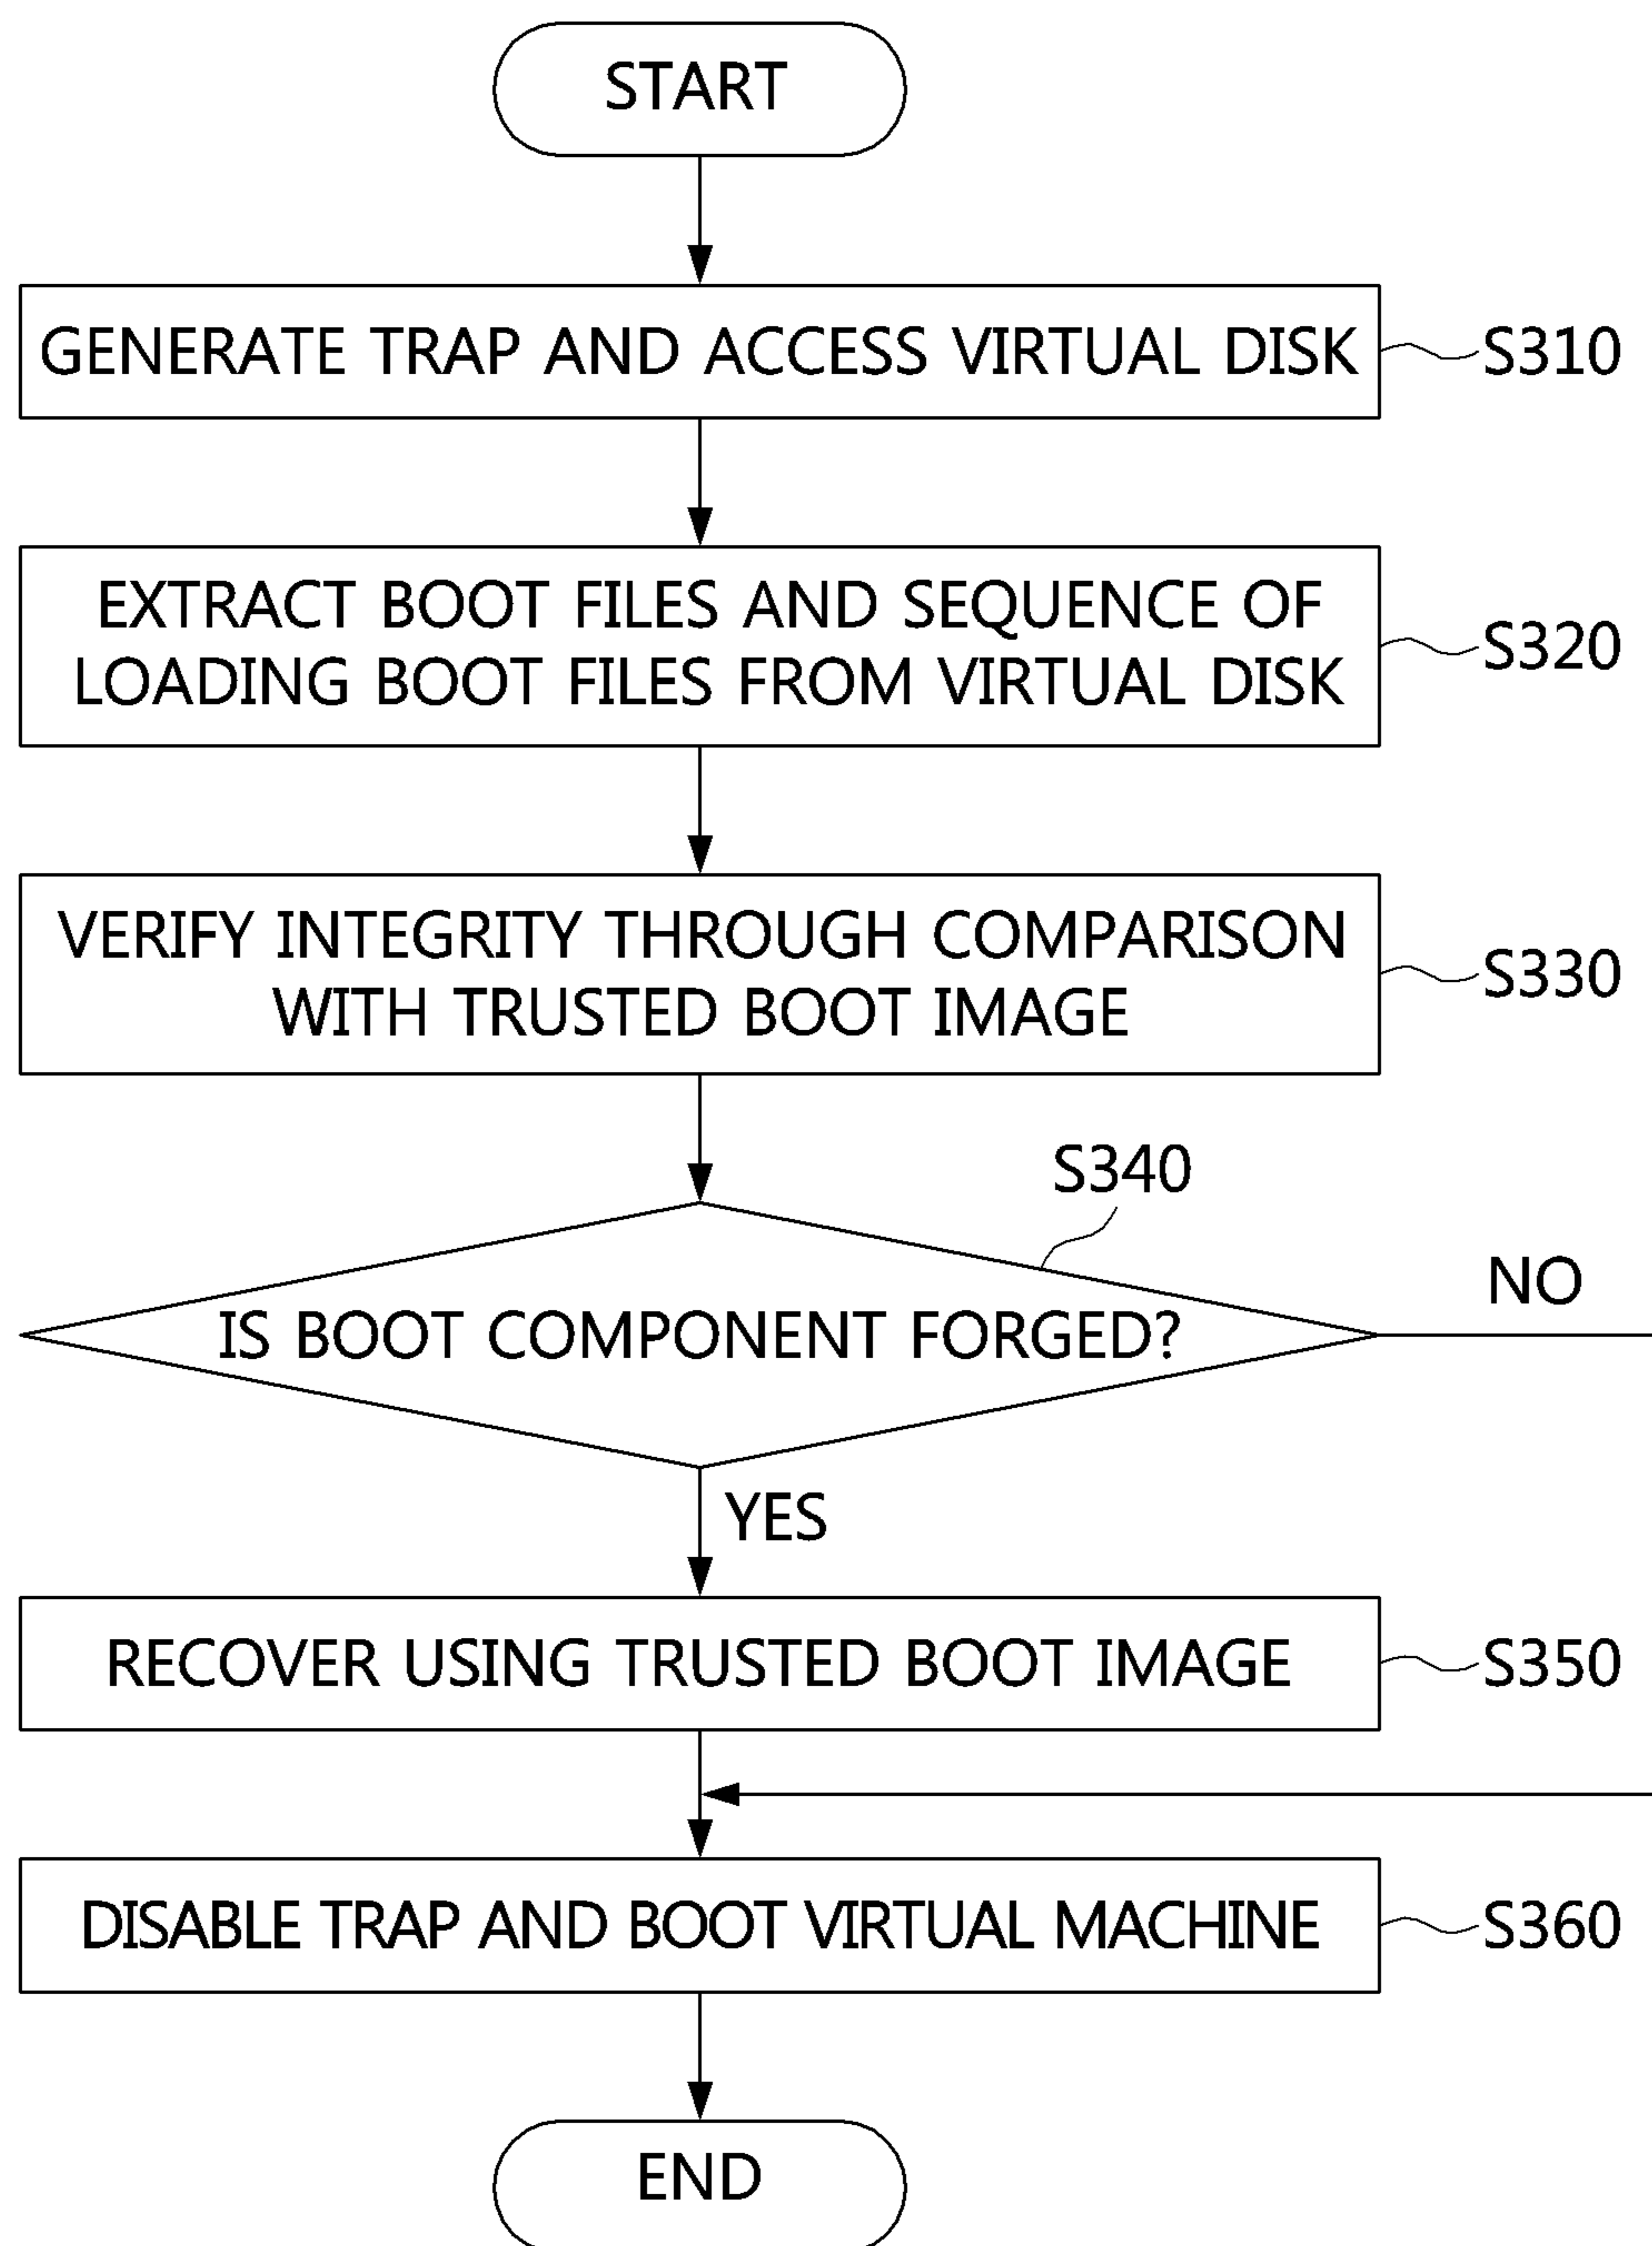 START
GENERATE TRAP AND ACCESS VIRTUAL DISK
S310
EXTRACT BOOT FILES AND SEQUENCE OF
LOADING BOOT FILES FROM VIRTUAL DISK
S320
VERIFY INTEGRITY THROUGH COMPARISON
WITH TRUSTED BOOT IMAGE
S330
S340
IS BOOT COMPONENT FORGED?
NO
YES
RECOVER USING TRUSTED BOOT IMAGE
S350
DISABLE TRAP AND BOOT VIRTUAL MACHINE
S360
END